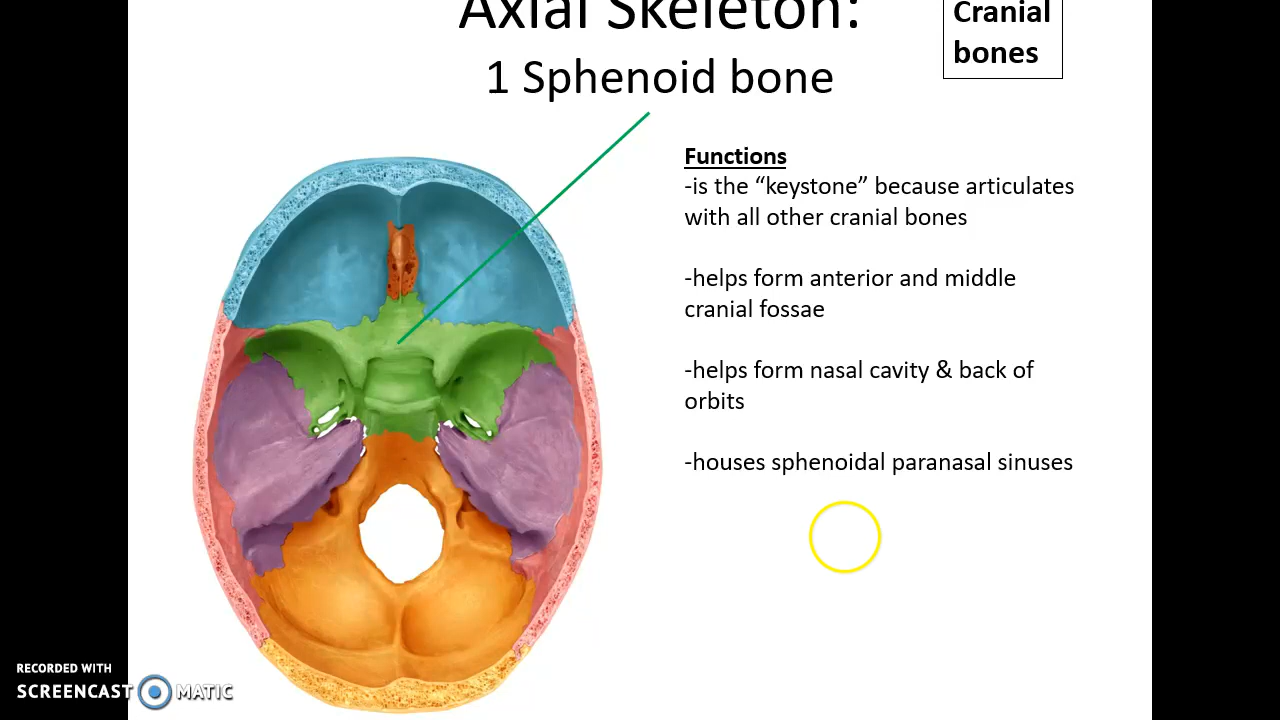 Axial Skeleton:
1 Sphenoid bone
Cranial
bones
Functions
-is the “keystone” because articulates
with all other cranial bones
-helps form anterior and middle
cranial fossae
-helps form nasal cavity & back of
orbits
-houses sphenoidal paranasal sinuses
RECORDED WITH
SCREENCAST MATIC